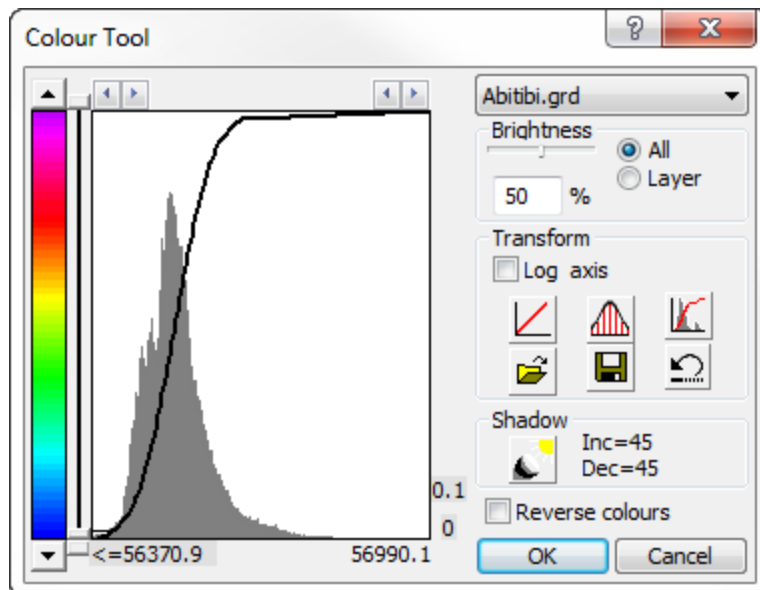 Colour Tool
Abitibi.grd
Brightness
All
Layer
50 %
Transform
Log axis
Shadow
Inc=45
Dec=45
0.1
0
Reverse colours
<=56370.9 56990.1
OK Cancel